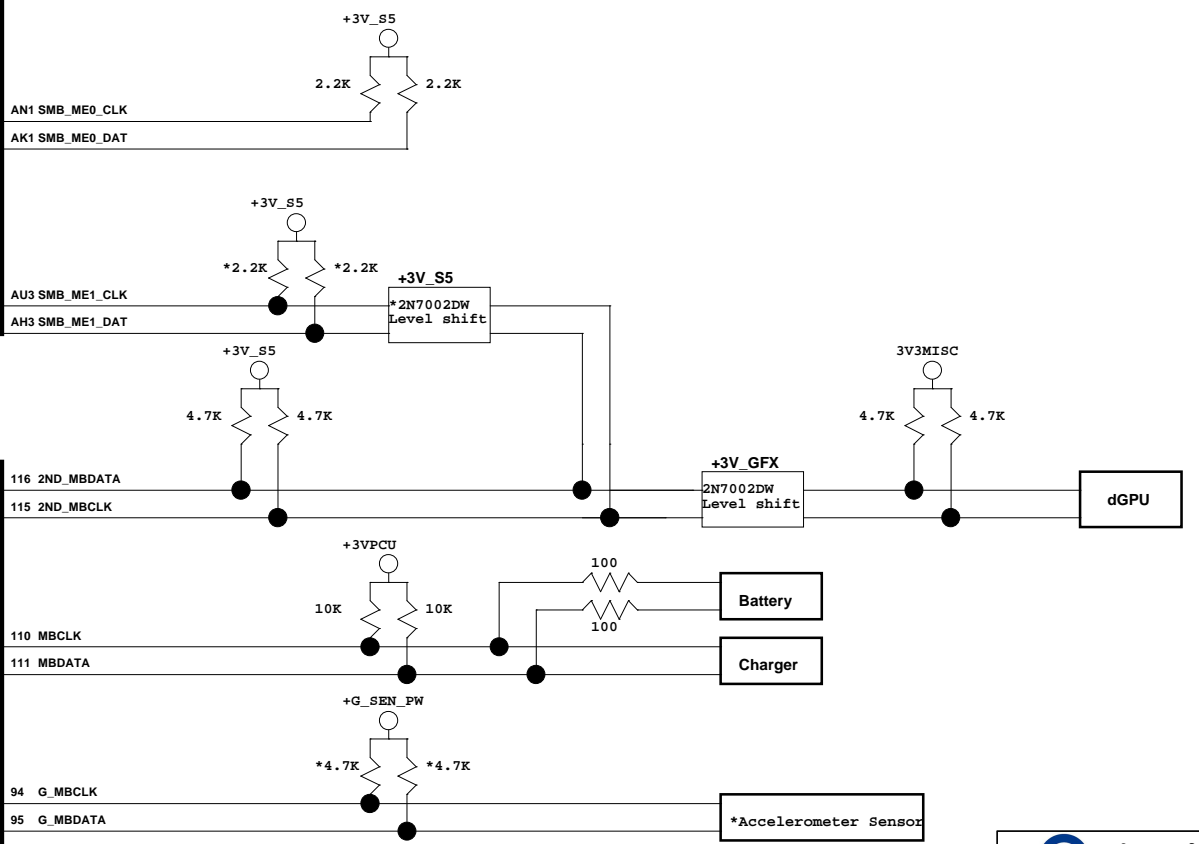 +3V_S5
2.2K 2.2K
AN1 SMB_ME0_CLK
AK1 SMB_ME0_DAT
+3V_S5
*2.2K *2.2K
+3V_S5
AU3 SMB_ME1_CLK
*2N7002DW
Level shift
AH3 SMB_ME1_DAT
+3V_S5
3V3MISC
4.7K 4.7K
4.7K 4.7K
+3V_GFX
116 2ND_MBDATA
2N7002DW
Level shift
dGPU
115 2ND_MBCLK
+3VPCU
100
10K 10K
Battery
100
110 MBCLK
111 MBDATA
Charger
+G_SEN_PW
*4.7K *4.7K
94 G_MBCLK
95 G_MBDATA
*Accelerometer Sensor